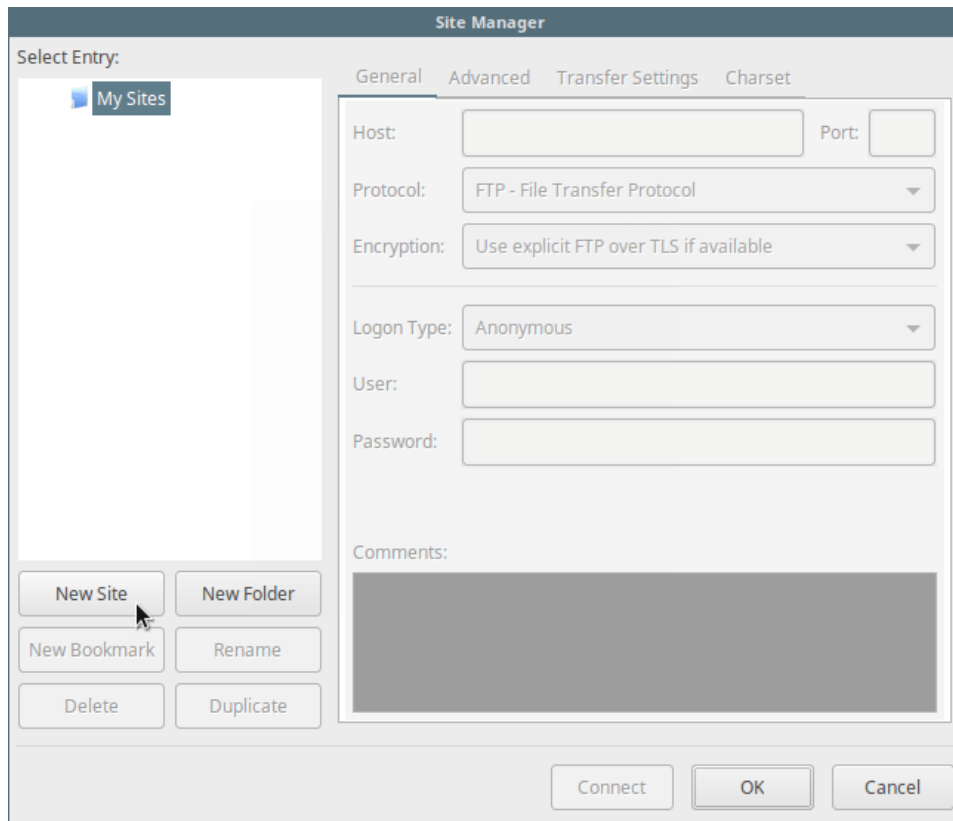 Site Manager
Select Entry:
My Sites
General Advanced Transfer Settings Charset
Host: Port:
Protocol: FTP - File Transfer Protocol
Encryption: Use explicit FTP over TLS if available
Logon Type: Anonymous
User:
Password:
Comments:
New Site New Folder
New Bookmark Rename
Delete Duplicate
Connect OK Cancel